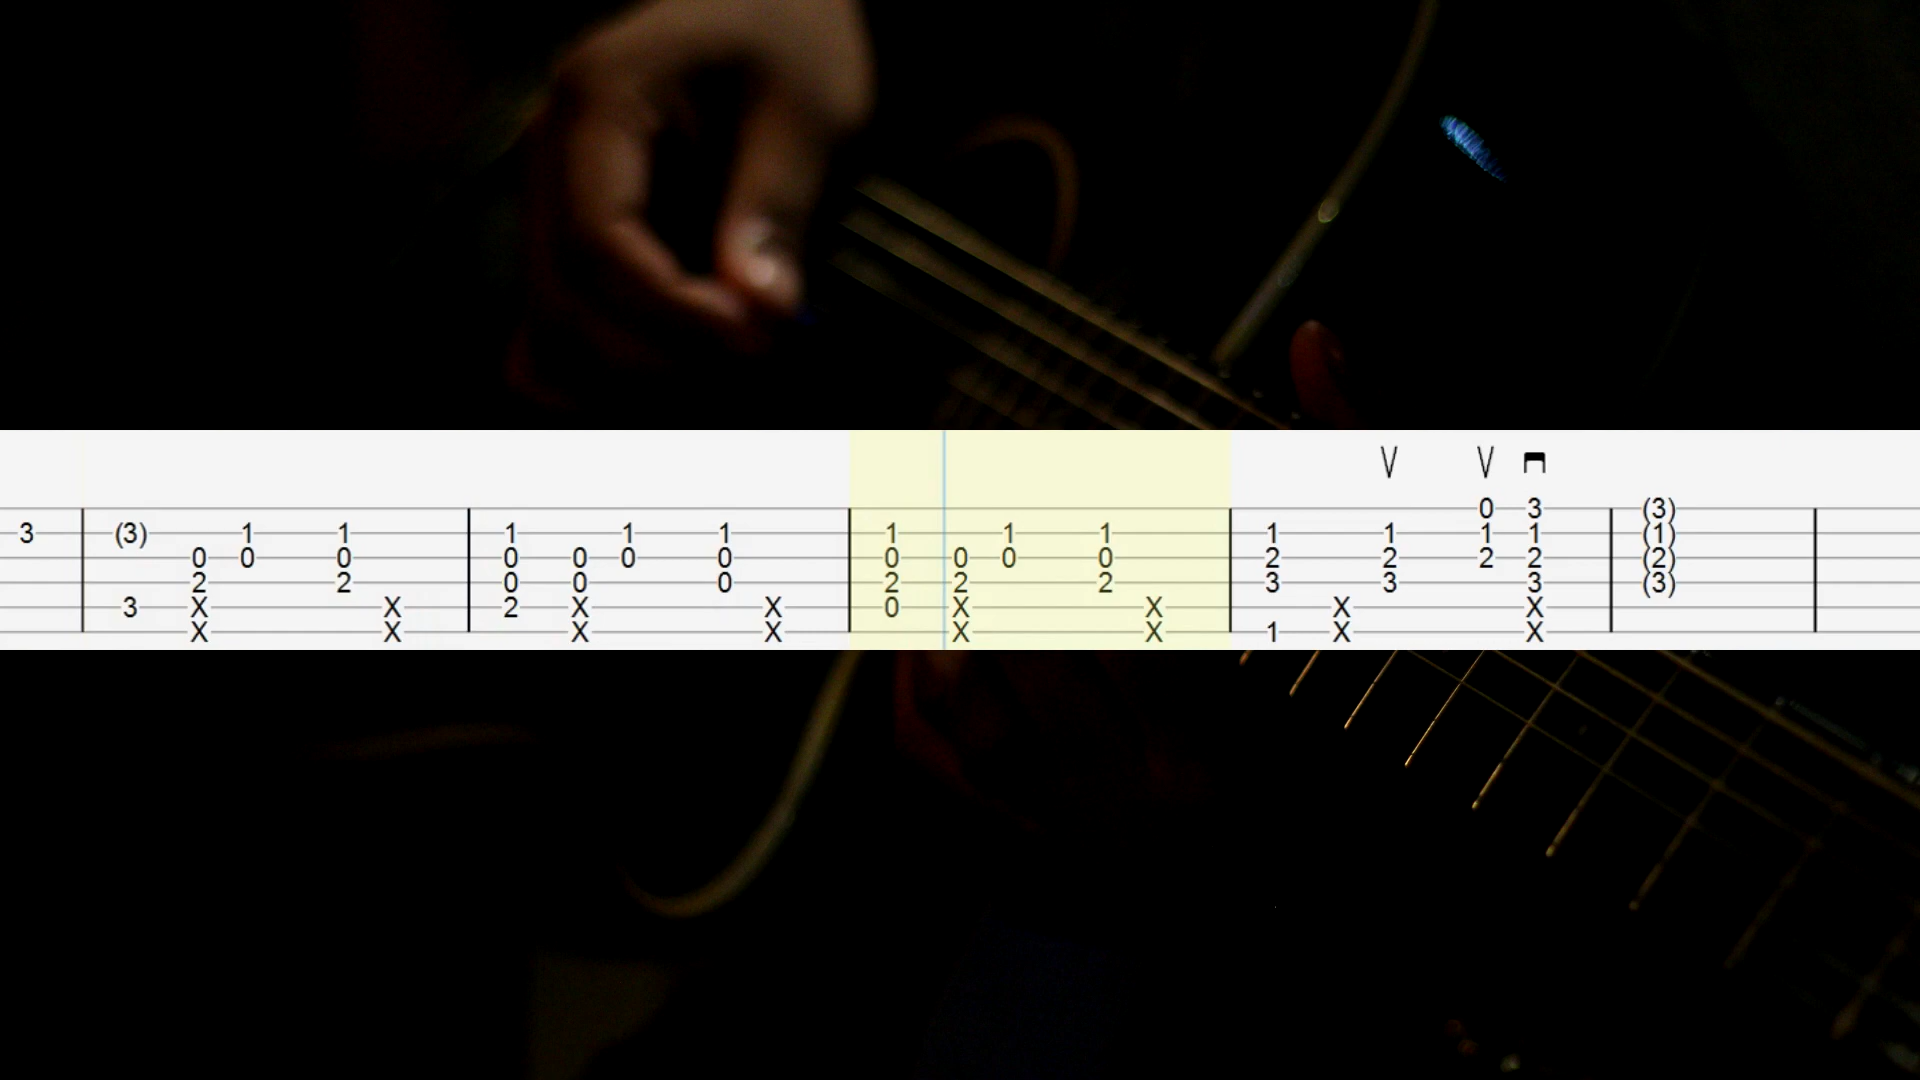 V V
0 3 (3)
3 (3) 1 1 1 1 1 1 1 1 1 1 1 1 (1)
0 0 0 0 0 0 0 0 0 0 0 2 2 2 2 (2)
2 2 0 0 0 2 2 2 3 3 3 (3)
3 X X 2 X X 0 X X X X
X X X X X X 1 X X